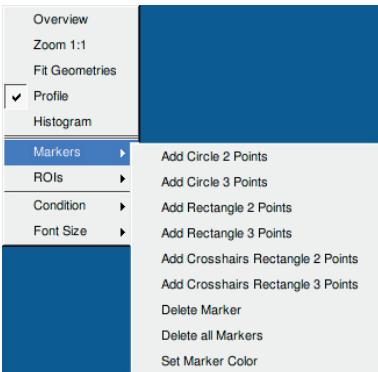 Overview
Zoom 1:1
Fit Geometries
Profile
Histogram
Markers
ROIs
Condition
Font Size
Add Circle 2 Points
Add Circle 3 Points
Add Rectangle 2 Points
Add Rectangle 3 Points
Add Crosshairs Rectangle 2 Points
Add Crosshairs Rectangle 3 Points
Delete Marker
Delete all Markers
Set Marker Color